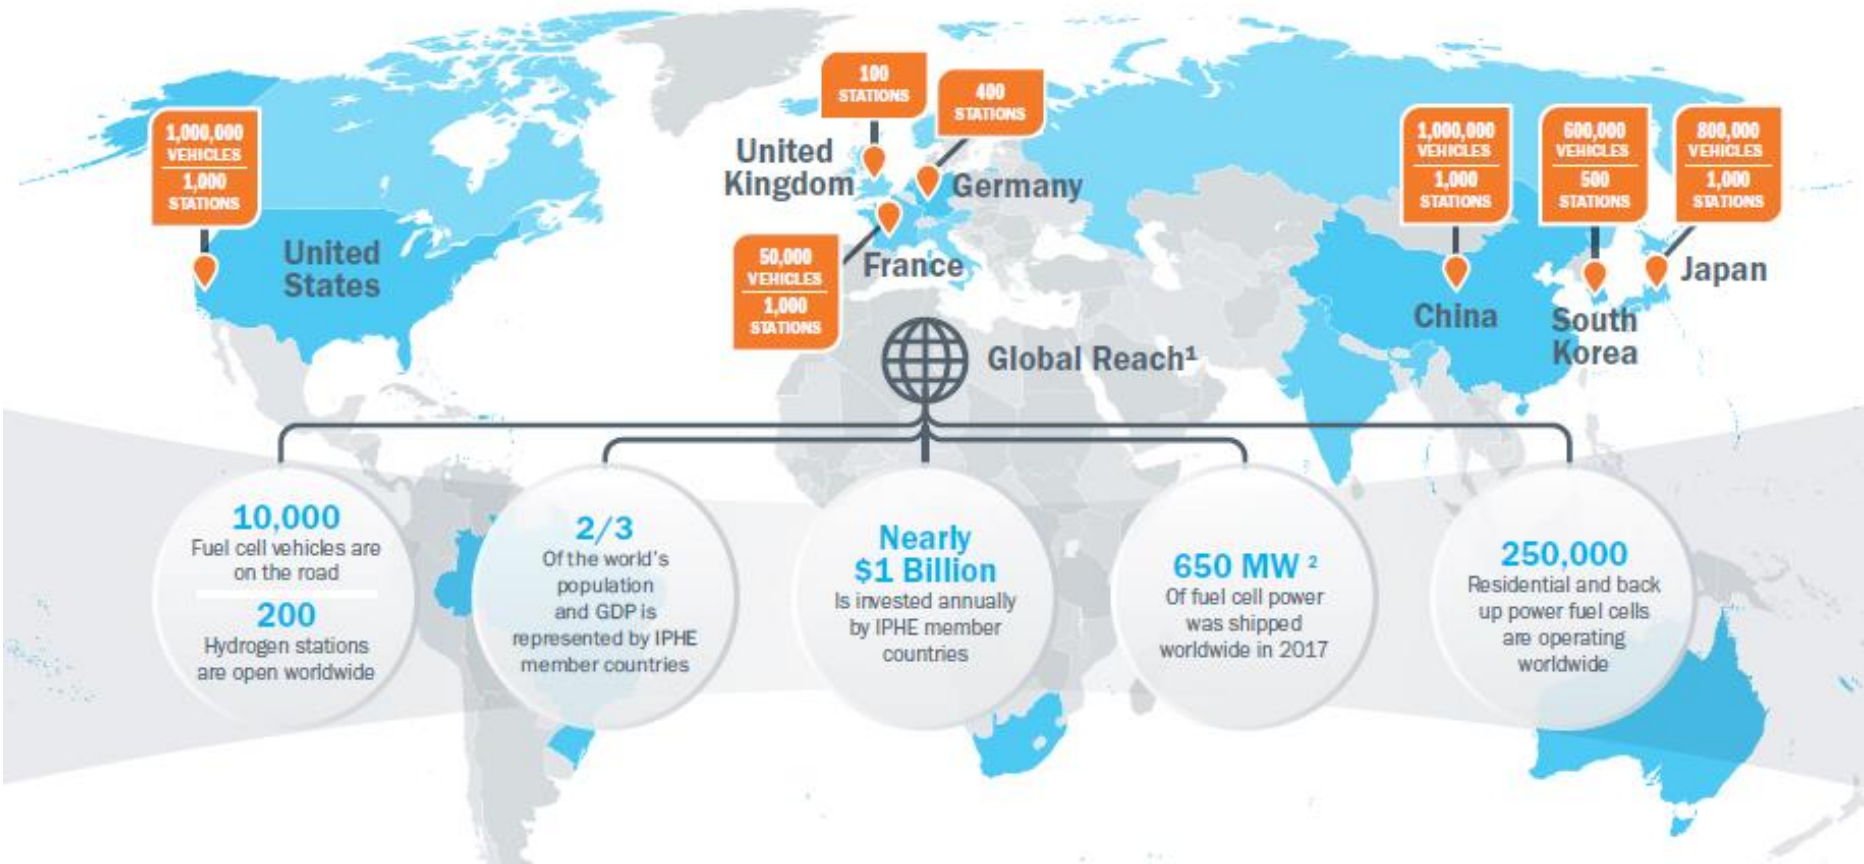 1,000,000
VEHICLES
1,000
STATIONS
United
States
100
STATIONS
United
Kingdom
400
STATIONS
Germany
50,000
VEHICLES
1,000
STATIONS
France
1,000,000
VEHICLES
1,000
STATIONS
China
600,000
VEHICLES
500
STATIONS
South
Korea
800,000
VEHICLES
1,000
STATIONS
Japan
Global Reach¹
10,000
Fuel cell vehicles are
on the road
200
Hydrogen stations
are open worldwide
2/3
Of the world's
population
and GDP is
represented by IPHE
member countries
Nearly
$1 Billion
Is invested annually
by IPHE member
countries
650 MW ²
Of fuel cell power
was shipped
worldwide in 2017
250,000
Residential and back
up power fuel cells
are operating
worldwide